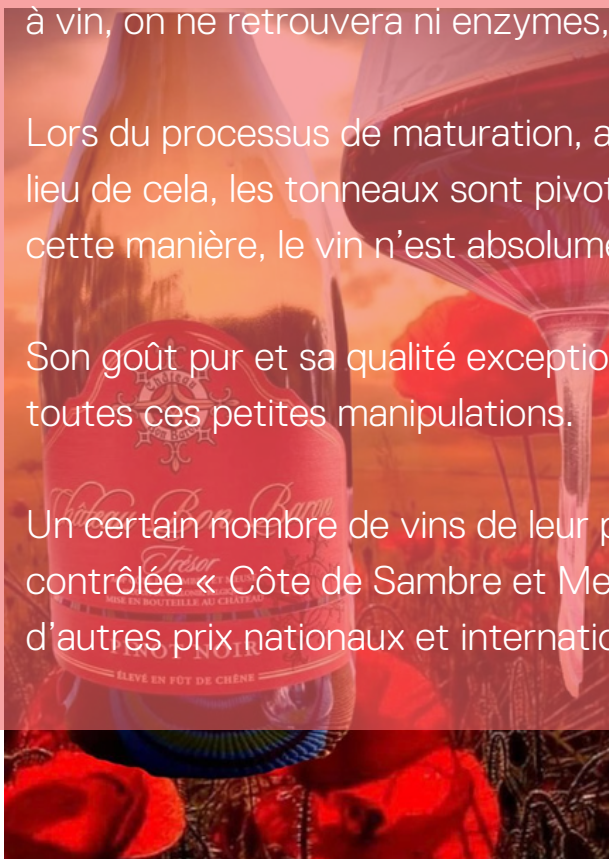 à vin, on ne retrouvera ni enzymes,
Lors du processus de maturation, a
lieu de cela, les tonneaux sont pivot
cette manière, le vin n’est absolume
Son goût pur et sa qualité exceptio
toutes ces petites manipulations.
Un certain nombre de vins de leur p
contrôlée « Côte de Sambre et Me
d’autres prix nationaux et internatio
Château Bon Baron
Trésor
MISE EN BOUTEILLE AU CHÂTEAU
PINOT NOIR
ÉLEVÉ EN FÛT DE CHÊNE